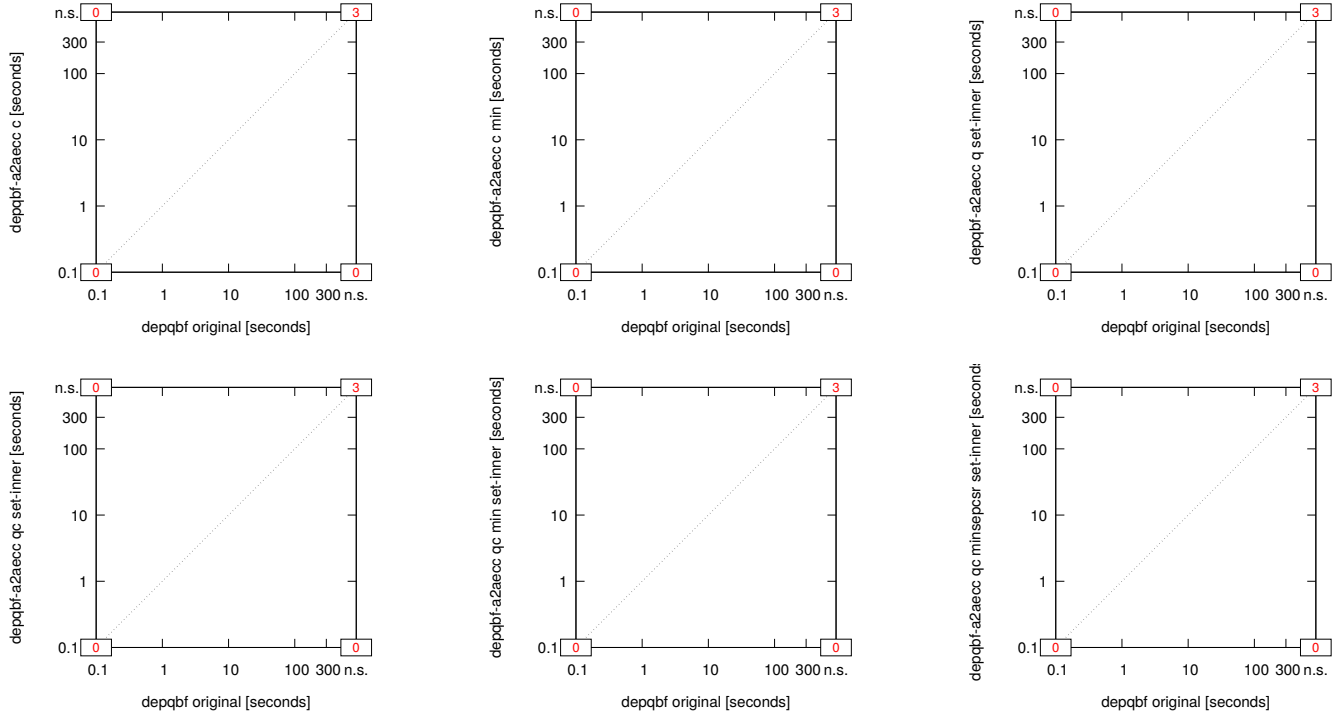 n.s. 0 3
300
100
10
1
0.1 0 0
0.1 1 10 100 300 n.s.
depqbf original [seconds]
depqbf-a2aecc c [seconds]
n.s. 0 3
300
100
10
1
0.1 0 0
0.1 1 10 100 300 n.s.
depqbf original [seconds]
depqbf-a2aecc c min [seconds]
n.s. 0 3
300
100
10
1
0.1 0 0
0.1 1 10 100 300 n.s.
depqbf original [seconds]
depqbf-a2aecc q set-inner [seconds]
n.s. 0 3
300
100
10
1
0.1 0 0
0.1 1 10 100 300 n.s.
depqbf original [seconds]
depqbf-a2aecc qc set-inner [seconds]
n.s. 0 3
300
100
10
1
0.1 0 0
0.1 1 10 100 300 n.s.
depqbf original [seconds]
depqbf-a2aecc qc min set-inner [seconds]
n.s. 0 3
300
100
10
1
0.1 0 0
0.1 1 10 100 300 n.s.
depqbf original [seconds]
depqbf-a2aecc qc minsepcsr set-inner [second